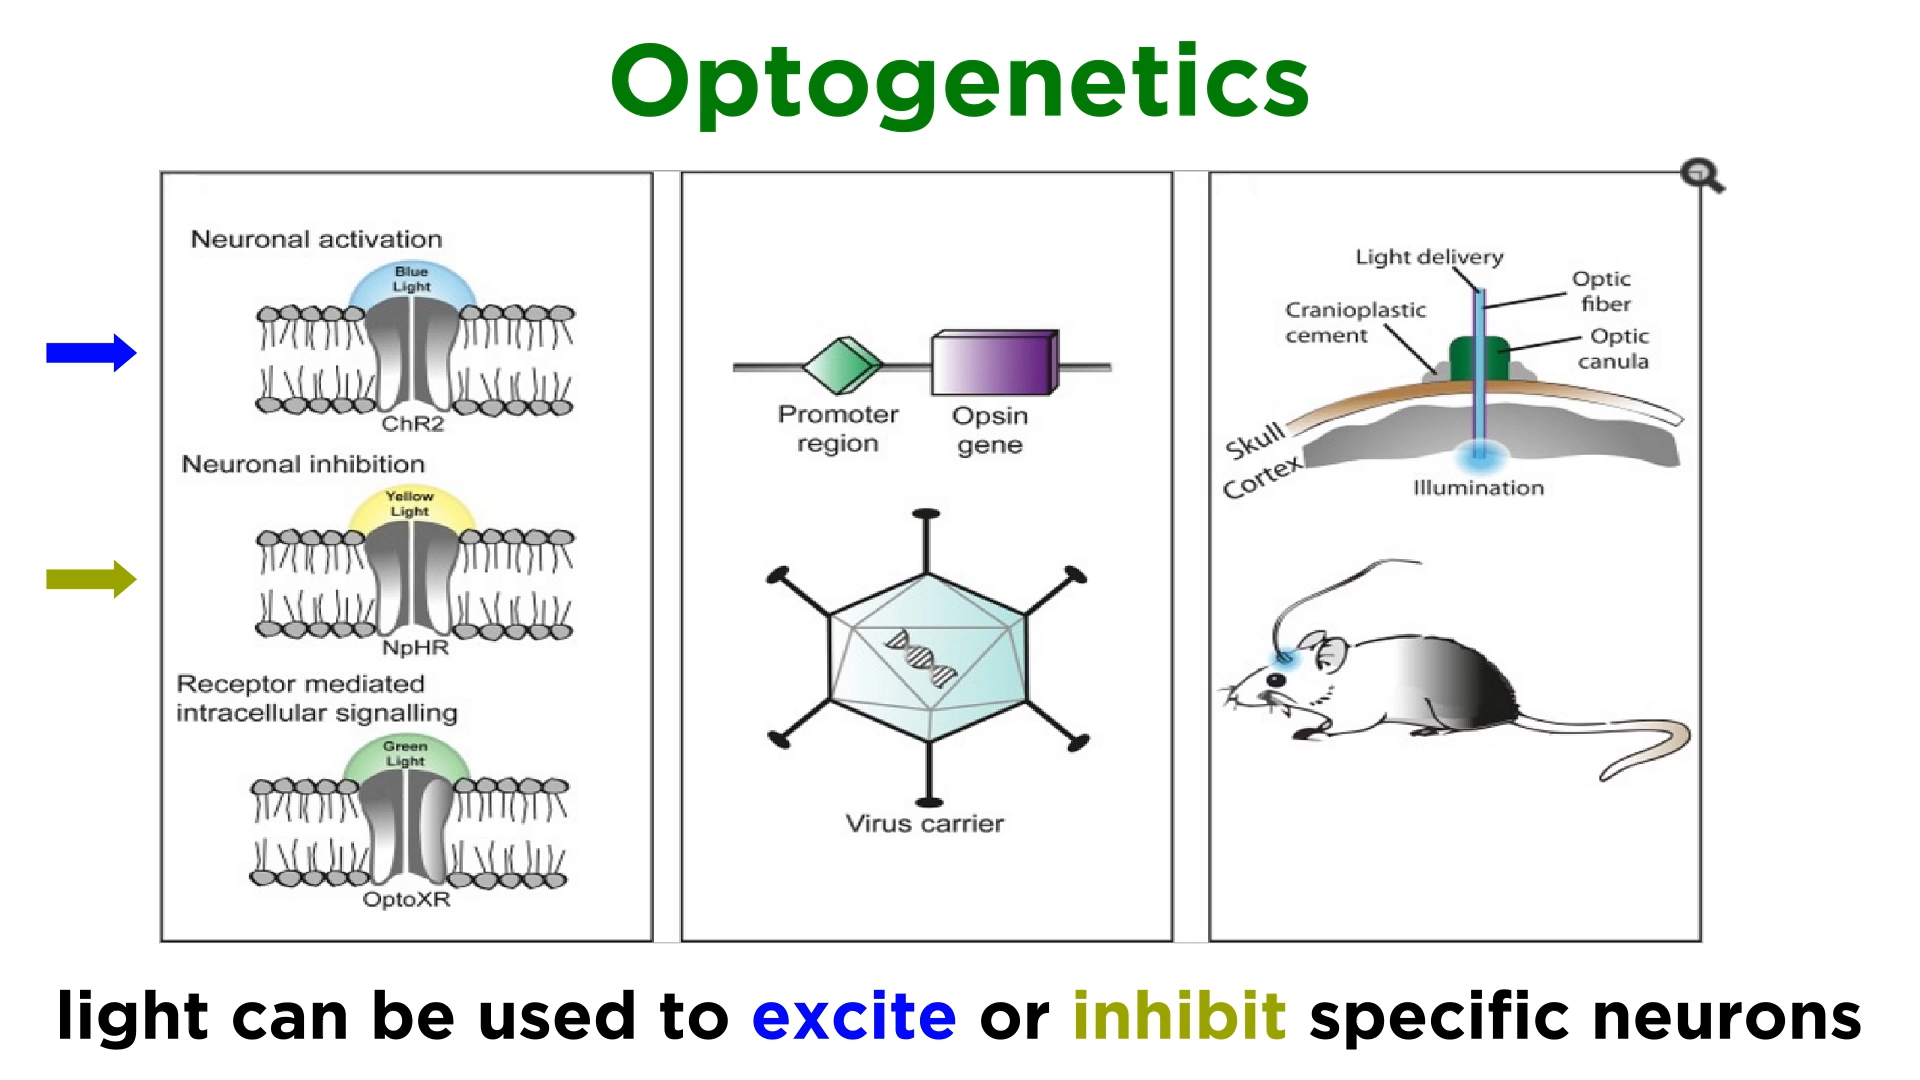 Optogenetics
Neuronal activation
Blue
Light
ChR2
Neuronal inhibition
Yellow
Light
NpHR
Receptor mediated
intracellular signalling
Green
Light
OptoXR
Promoter
region
Opsin
gene
Virus carrier
Light delivery
Optic
fiber
Cranioplastic
cement
Optic
canula
Skull
Cortex
Illumination
light can be used to excite or inhibit specific neurons